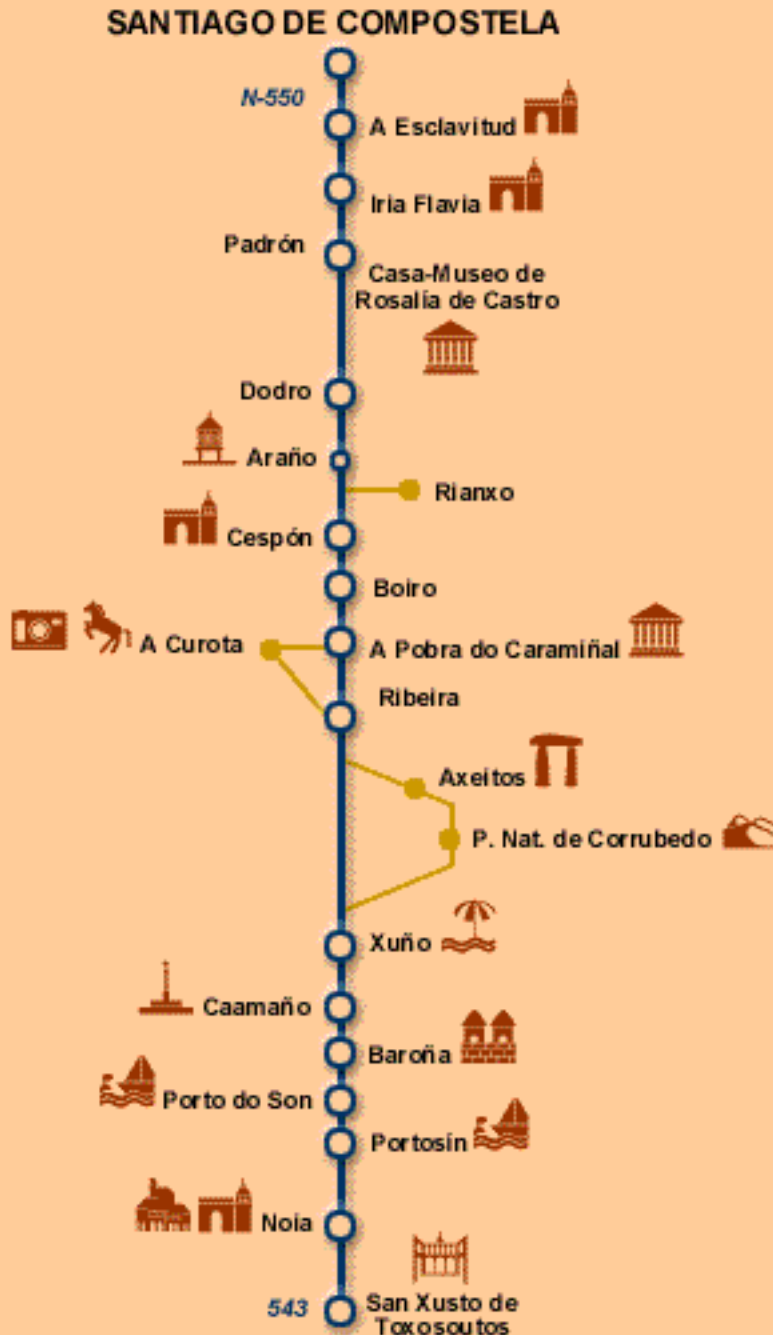 SANTIAGO DE COMPOSTELA
N-550
A Esclavitud
Iria Flavia
Padrón
Casa-Museo de
Rosalía de Castro
Dodro
Araño
Rianxo
Cespón
Boiro
A Curota
A Pobra do Caramiñal
Ribeira
Axeitos
P. Nat. de Corrubedo
Xuño
Caamaño
Baroña
Porto do Son
Portosín
Noia
543
San Xusto de
Toxosoutos